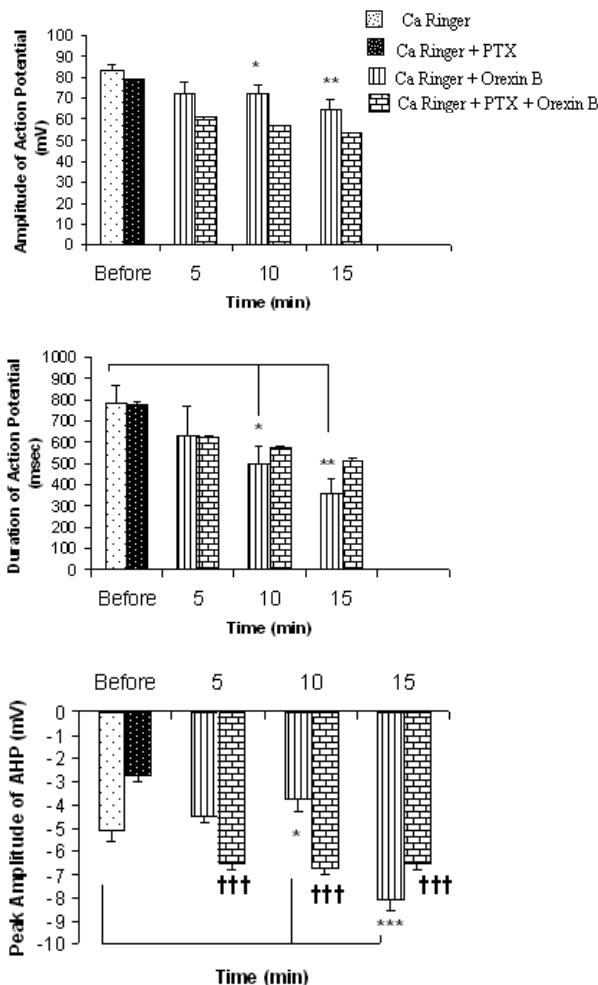 Ca Ringer
Ca Ringer + PTX
Ca Ringer + Orexin B
Ca Ringer + PTX + Orexin B
Amplitude of Action Potential
(mV)
100
90
80
70
60
50
40
30
20
10
0
*
**
Before 5 10 15
Time (min)
Duration of Action Potential
(msec)
1000
900
800
700
600
500
400
300
200
100
0
*
**
Before 5 10 15
Time (min)
Before 5 10 15
Peak Amplitude of AHP (mV)
0
-1
-2
-3
-4
-5
-6
-7
-8
-9
-10
*
†††
†††
†††
***
Time (min)